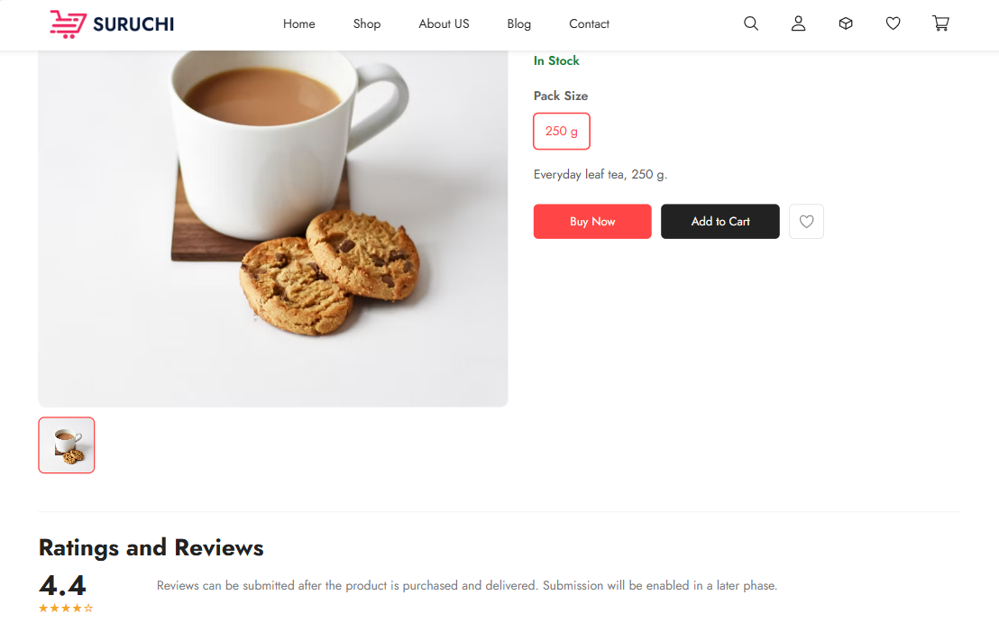 SURUCHI
Home Shop About US Blog Contact
In Stock
Pack Size
250 g
Everyday leaf tea, 250 g.
Buy Now Add to Cart
Ratings and Reviews
4.4
Reviews can be submitted after the product is purchased and delivered. Submission will be enabled in a later phase.
★★★★☆